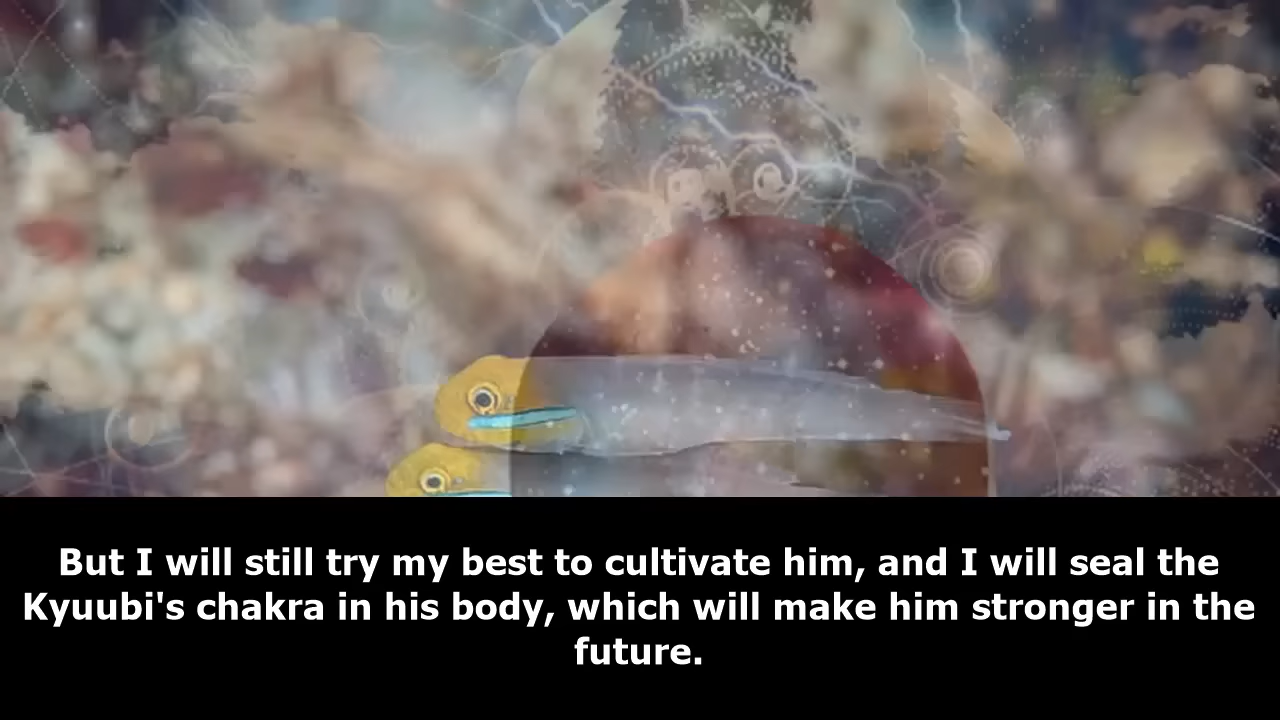 But I will still try my best to cultivate him, and I will seal the
Kyuubi's chakra in his body, which will make him stronger in the
future.